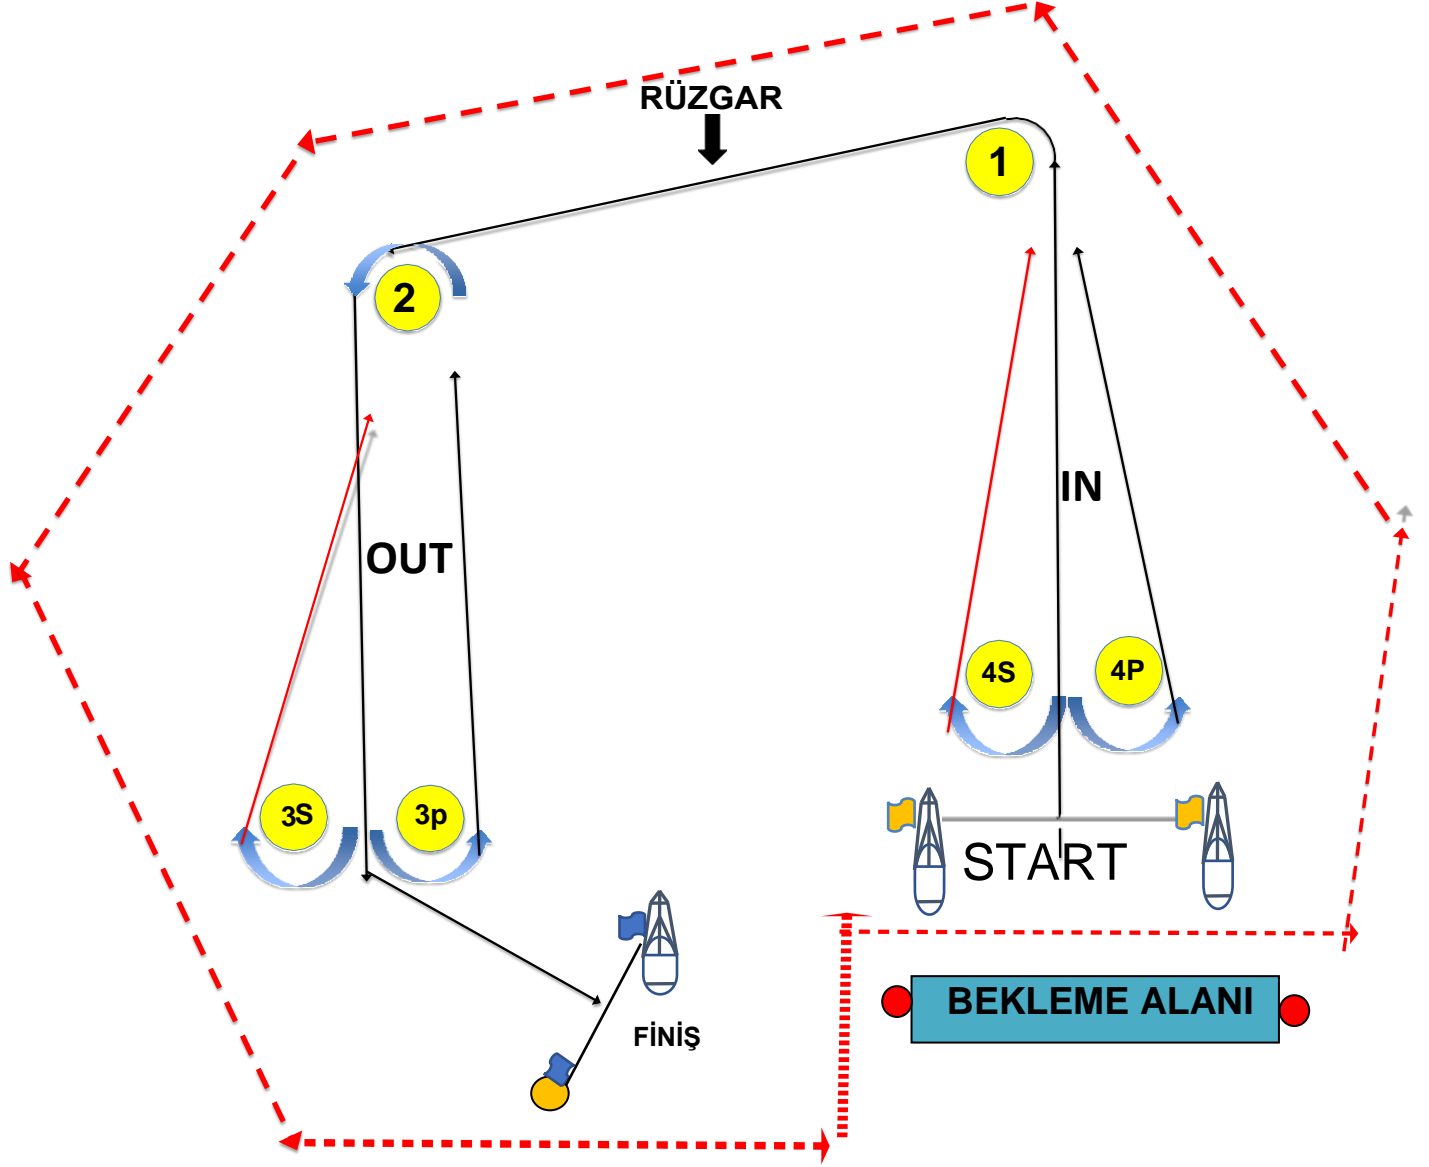 RÜZGAR
1
2
IN
OUT
4S
4P
3S
3p
START
BEKLEME ALANI
FİNİŞ